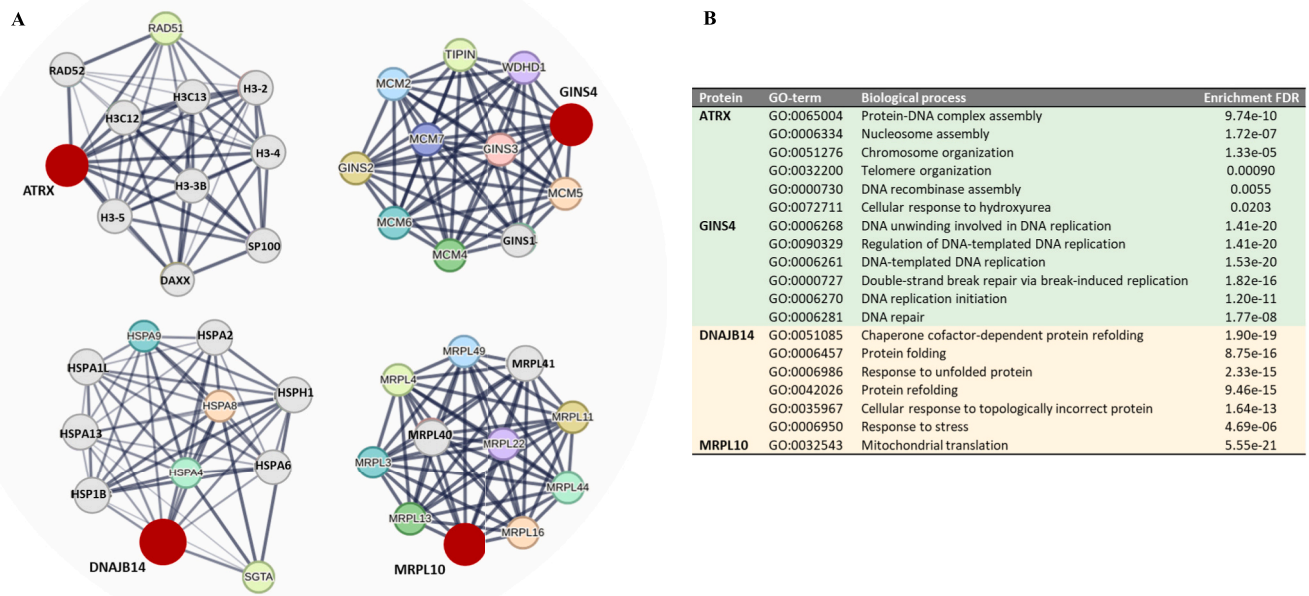 A
RAD51
RAD52
H3C13
H3-2
H3C12
H3-4
H3-3B
ATRX
H3-5
SP100
DAXX
TIPIN
WDHD1
MCM2
GINS4
MCM7
GINS3
GINS2
MCM5
MCM6
GINS1
MCM4
HSPA9
HSPA2
HSPA1L
HSPH1
HSPA8
HSPA13
HSPA4
HSPA6
HSP1B
DNAJB14
SGTA
MRPL49
MRPL41
MRPL4
MRPL11
MRPL40
MRPL22
MRPL3
MRPL44
MRPL13
MRPL16
MRPL10
B
Protein GO-term Biological process Enrichment FDR
ATRX GO:0065004 Protein-DNA complex assembly 9.74e-10
GO:0006334 Nucleosome assembly 1.72e-07
GO:0051276 Chromosome organization 1.33e-05
GO:0032200 Telomere organization 0.00090
GO:0000730 DNA recombinase assembly 0.0055
GO:0072711 Cellular response to hydroxyurea 0.0203
GINS4 GO:0006268 DNA unwinding involved in DNA replication 1.41e-20
GO:0090329 Regulation of DNA-templated DNA replication 1.41e-20
GO:0006261 DNA-templated DNA replication 1.53e-20
GO:0000727 Double-strand break repair via break-induced replication 1.82e-16
GO:0006270 DNA replication initiation 1.20e-11
GO:0006281 DNA repair 1.77e-08
DNAJB14 GO:0051085 Chaperone cofactor-dependent protein refolding 1.90e-19
GO:0006457 Protein folding 8.75e-16
GO:0006986 Response to unfolded protein 2.33e-15
GO:0042026 Protein refolding 9.46e-15
GO:0035967 Cellular response to topologically incorrect protein 1.64e-13
GO:0006950 Response to stress 4.69e-06
MRPL10 GO:0032543 Mitochondrial translation 5.55e-21